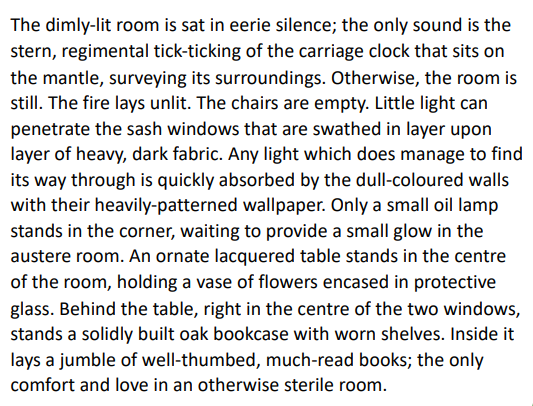 The dimly-lit room is sat in eerie silence; the only sound is the
stern, regimental tick-ticking of the carriage clock that sits on
the mantle, surveying its surroundings. Otherwise, the room is
still. The fire lays unlit. The chairs are empty. Little light can
penetrate the sash windows that are swathed in layer upon
layer of heavy, dark fabric. Any light which does manage to find
its way through is quickly absorbed by the dull-coloured walls
with their heavily-patterned wallpaper. Only a small oil lamp
stands in the corner, waiting to provide a small glow in the
austere room. An ornate lacquered table stands in the centre
of the room, holding a vase of flowers encased in protective
glass. Behind the table, right in the centre of the two windows,
stands a solidly built oak bookcase with worn shelves. Inside it
lays a jumble of well-thumbed, much-read books; the only
comfort and love in an otherwise sterile room.